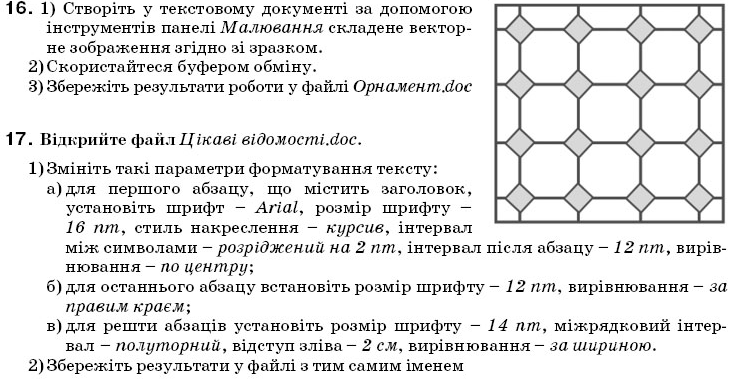 16. 1) Створіть у текстовому документі за допомогою
інструментів панелі Малювання складене вектор-
не зображення згідно зі зразком.
2) Скористайтеся буфером обміну.
3) Збережіть результати роботи у файлі Орнамент.doc
17. Відкрийте файл Цікаві відомості.doc.
1) Змініть такі параметри форматування тексту:
а) для першого абзацу, що містить заголовок,
установіть шрифт – Arial, розмір шрифту –
16 пт, стиль накреслення – курсив, інтервал
між символами – розріджений на 2 пт, інтервал після абзацу – 12 пт, вирів-
нювання – по центру;
б) для останнього абзацу встановіть розмір шрифту – 12 пт, вирівнювання – за
правим краєм;
в) для решти абзаців установіть розмір шрифту – 14 пт, міжрядковий інтер-
вал – полуторний, відступ зліва – 2 см, вирівнювання – за шириною.
2) Збережіть результати у файлі з тим самим іменем